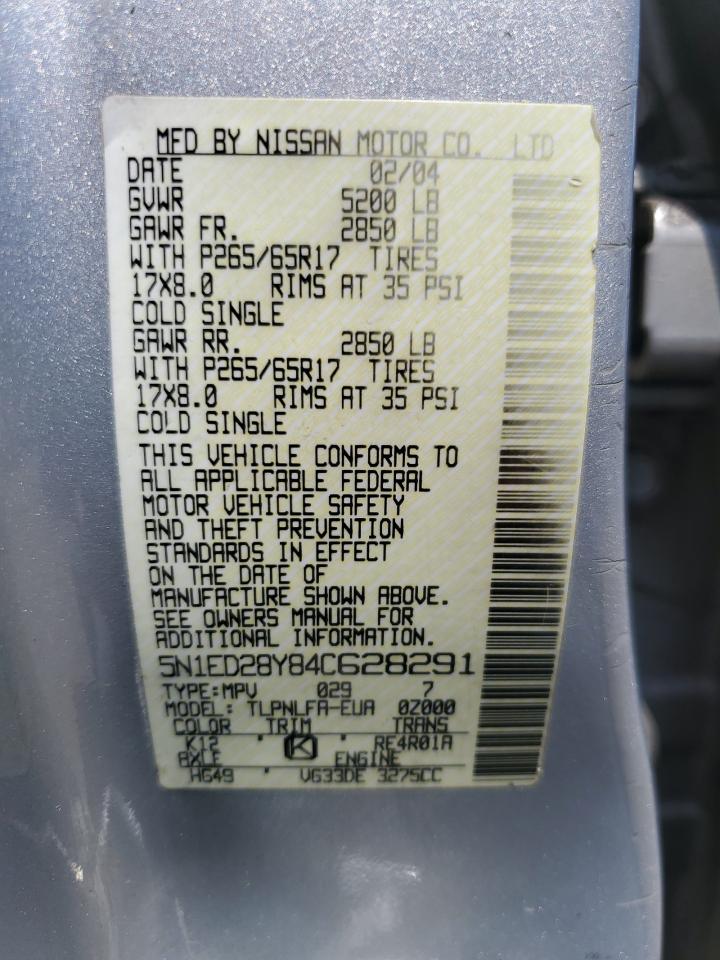 MFD BY NISSAN MOTOR CO. LTD
DATE 02/04
GVWR 5200 LB
GAWR FR. 2850 LB
WITH P265/65R17 TIRES
17X8.0 RIMS AT 35 PSI
COLD SINGLE
GAWR RR. 2850 LB
WITH P265/65R17 TIRES
17X8.0 RIMS AT 35 PSI
COLD SINGLE
THIS VEHICLE CONFORMS TO
ALL APPLICABLE FEDERAL
MOTOR VEHICLE SAFETY
AND THEFT PREVENTION
STANDARDS IN EFFECT
ON THE DATE OF
MANUFACTURE SHOWN ABOVE.
SEE OWNERS MANUAL FOR
ADDITIONAL INFORMATION
5N1ED28Y84C628291
TYPE:MPV 029 7
MODEL: TLPNLFA-EUA 0Z000
COLOR TRIM TRANS
K12 K RE4R01A
AXLE ENGINE
HG49 VG33DE 3275CC